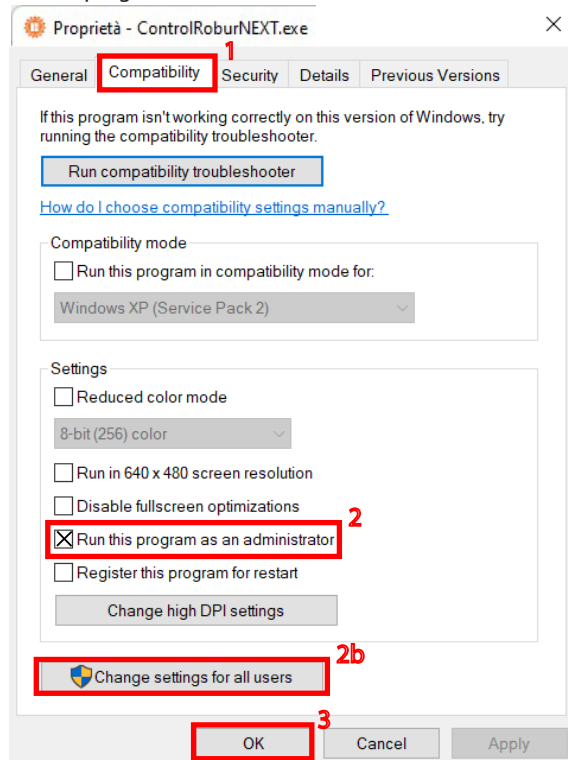 Proprietà - ControlRoburNEXT.exe
1
General Compatibility Security Details Previous Versions
If this program isn't working correctly on this version of Windows, try
running the compatibility troubleshooter.
Run compatibility troubleshooter
How do I choose compatibility settings manually?
Compatibility mode
Run this program in compatibility mode for:
Windows XP (Service Pack 2)
Settings
Reduced color mode
8-bit (256) color
Run in 640 x 480 screen resolution
Disable fullscreen optimizations
2
Run this program as an administrator
Register this program for restart
Change high DPI settings
2b
Change settings for all users
3
OK Cancel Apply